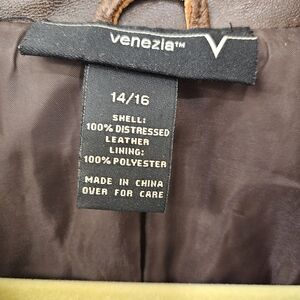 venezia™
14/16
SHELL:
100% DISTRESSED
LEATHER
LINING:
100% POLYESTER
MADE IN CHINA
OVER FOR CARE